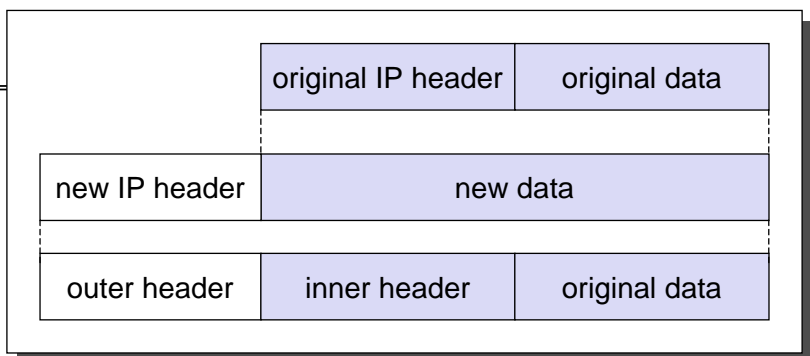 original IP header original data
new IP header new data
outer header inner header original data